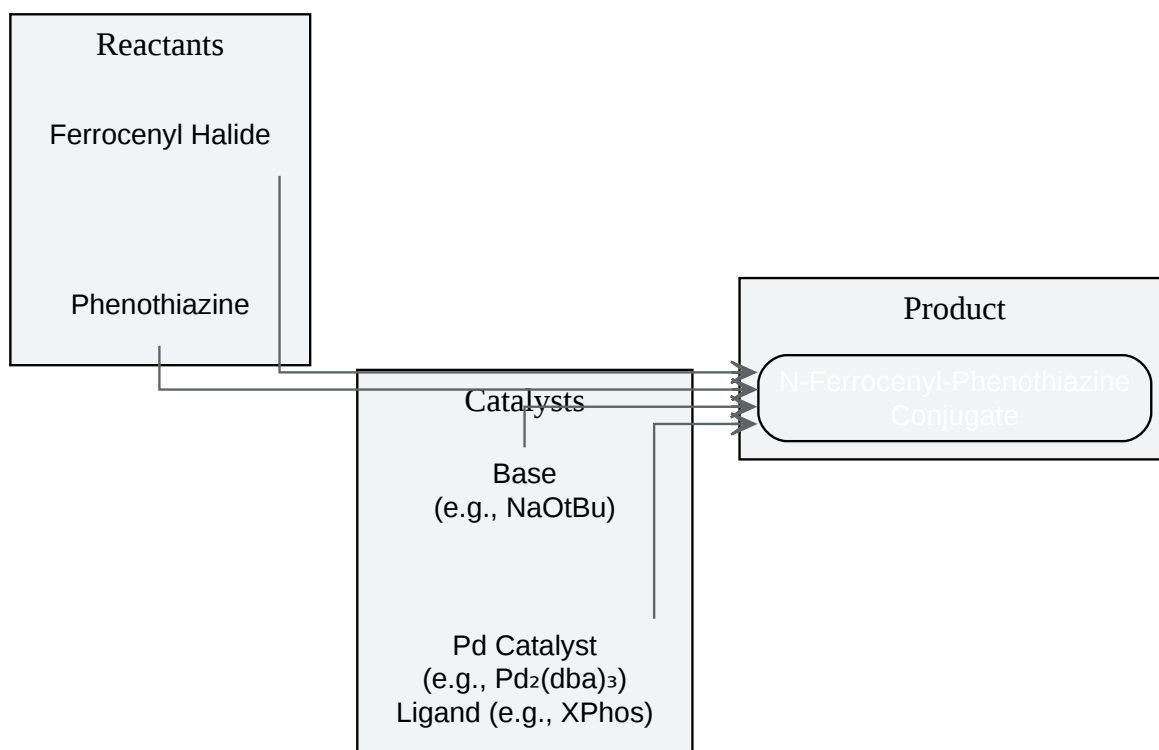 Reactants
Ferrocenyl Halide
Phenothiazine
Catalysts
Base
(e.g., NaOtBu)
Pd Catalyst
(e.g., Pd₂(dba)₃)
Ligand (e.g., XPhos)
Product
N-Ferrocenyl-Phenothiazine
Conjugate